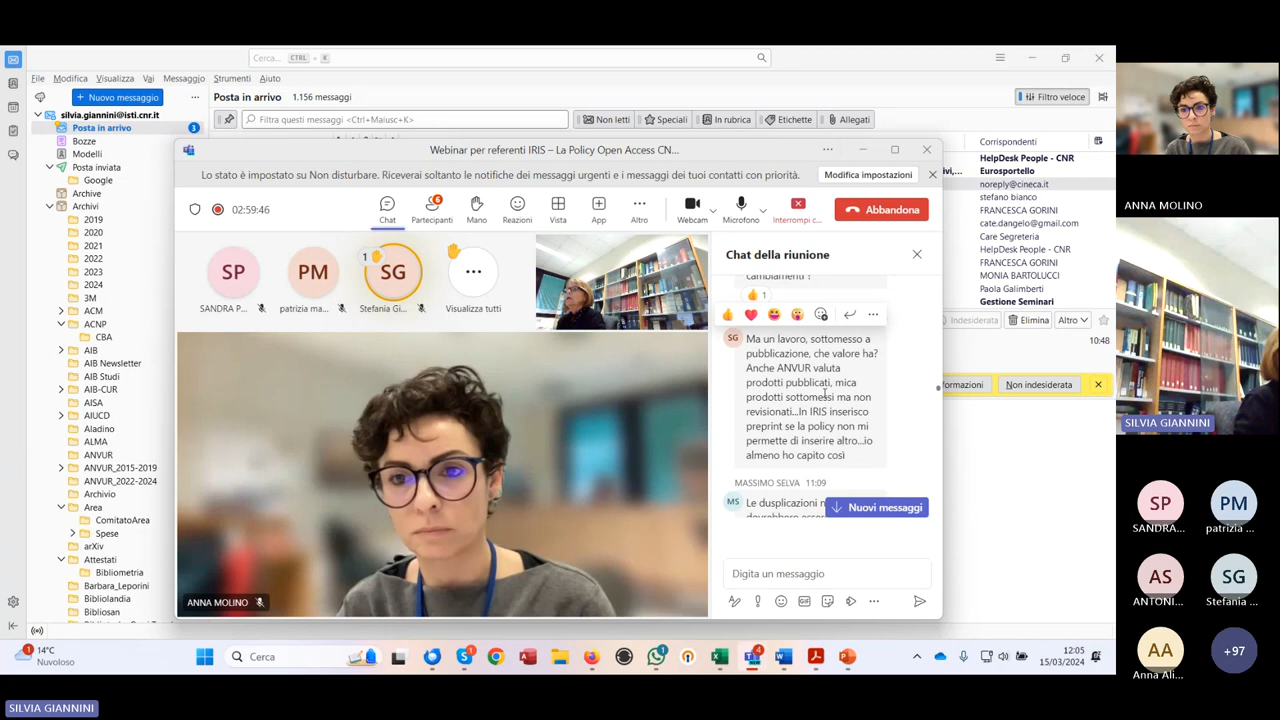 Cerca... CTRL + K
File Modifica Visualizza Vai Messaggio Strumenti Aiuto
+ Nuovo messaggio ...
Posta in arrivo 1.156 messaggi
Filtro veloce
silvia.giannini@isti.cnr.it
Filtra questi messaggi <Ctrl+Maiusc+K>
Non letti Speciali In rubrica Etichette Allegati
Posta in arrivo 3
Bozze
Modelli
Posta inviata
Google
Archive
Archivi
2019
2020
2021
2022
2023
2024
3M
ACM
ACNP
CBA
AIB
AIB Newsletter
AIB Studi
AIB-CUR
AISA
AIUCD
Aladino
ALMA
ANVUR
ANVUR_2015-2019
ANVUR_2022-2024
Archivio
Area
ComitatoArea
Spese
arXiv
Attestati
Bibliometria
Barbara_Leporini
Bibliolandia
Bibliosan
Webinar per referenti IRIS – La Policy Open Access CN...
Lo stato è impostato su Non disturbare. Riceverai soltanto le notifiche dei messaggi urgenti e i messaggi dei tuoi contatti con priorità.
Modifica impostazioni
02:59:46
Chat
Partecipanti 6
Mano
Reazioni
Vista
App
Altro
Webcam
Microfono
Interrompi c...
Abbandona
SP
SANDRA P...
PM
patrizia ma...
1
SG
Stefania Gi...
...
Visualizza tutti
ANNA MOLINO
Chat della riunione
cambiamenti ?
1
SG
Ma un lavoro, sottomesso a
pubblicazione, che valore ha?
Anche ANVUR valuta
prodotti pubblicati, mica
prodotti sottomessi ma non
revisionati...In IRIS inserisco
preprint se la policy non mi
permette di inserire altro...io
almeno ho capito così
MASSIMO SELVA 11:09
MS
Le dusplicazioni n
Nuovi messaggi
Digita un messaggio
Corrispondenti
HelpDesk People - CNR
Eurosportello
noreply@cineca.it
stefano bianco
FRANCESCA GORINI
cate.dangelo@gmail.com
Care Segreteria
HelpDesk People - CNR
FRANCESCA GORINI
MONIA BARTOLUCCI
Paola Galimberti
Gestione Seminari
Indesiderata Elimina Altro
10:48
ormazioni Non indesiderata
1
14°C
Nuvoloso
Cerca
12:05
15/03/2024
ANNA MOLINO
SILVIA GIANNINI
SP
SANDRA...
PM
patrizia ...
AS
ANTONI...
SG
Stefania ...
AA
Anna Ali...
+97
SILVIA GIANNINI